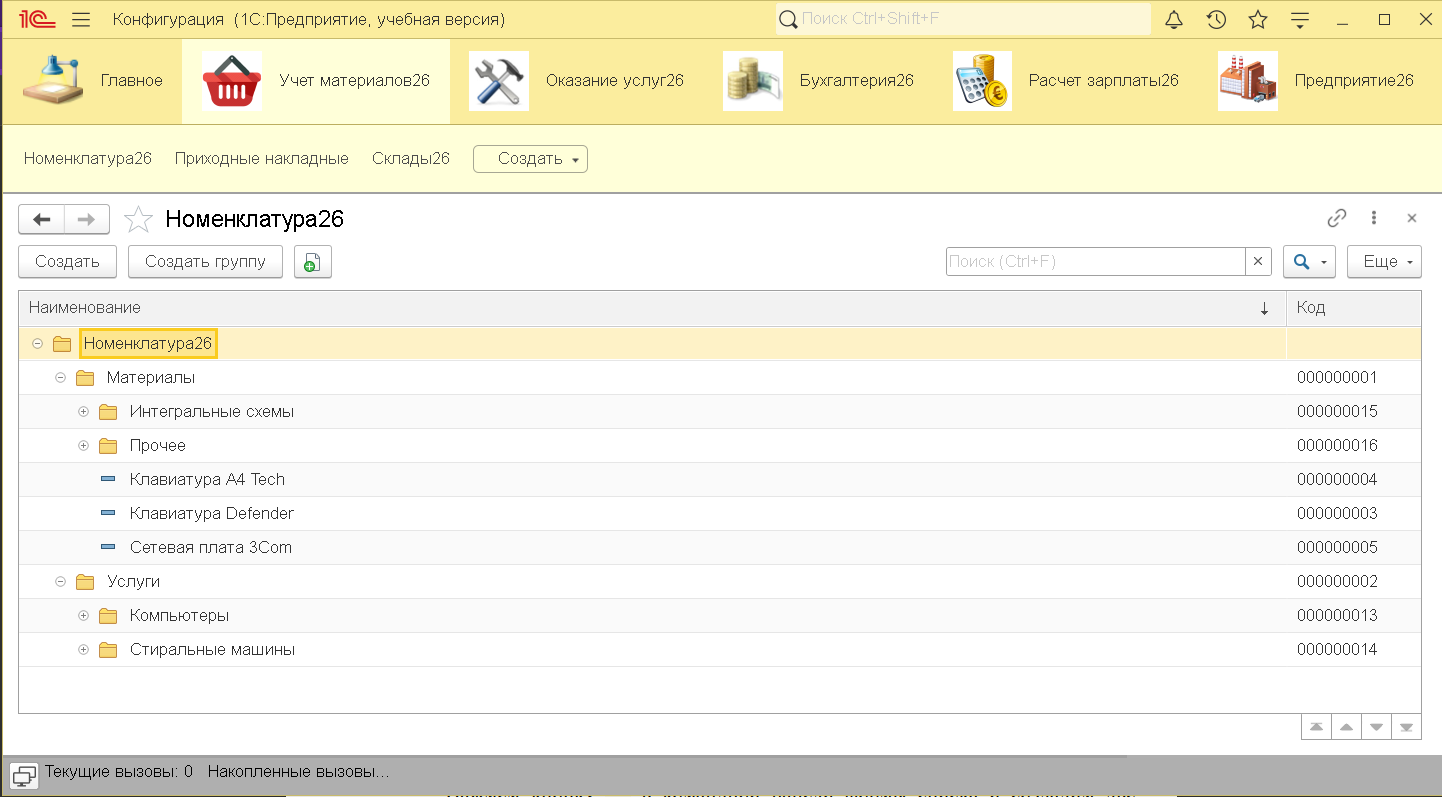 1С Конфигурация (1С:Предприятие, учебная версия) Поиск Ctrl+Shift+F
Главное Учет материалов26 Оказание услуг26 Бухгалтерия26 Расчет зарплаты26 Предприятие26
Номенклатура26 Приходные накладные Склады26 Создать
Номенклатура26
Создать Создать группу Поиск (Ctrl+F) × Еще
Наименование ↓ Код
Номенклатура26
Материалы 000000001
Интегральные схемы 000000015
Прочее 000000016
Клавиатура A4 Tech 000000004
Клавиатура Defender 000000003
Сетевая плата 3Com 000000005
Услуги 000000002
Компьютеры 000000013
Стиральные машины 000000014
Текущие вызовы: 0 Накопленные вызовы...